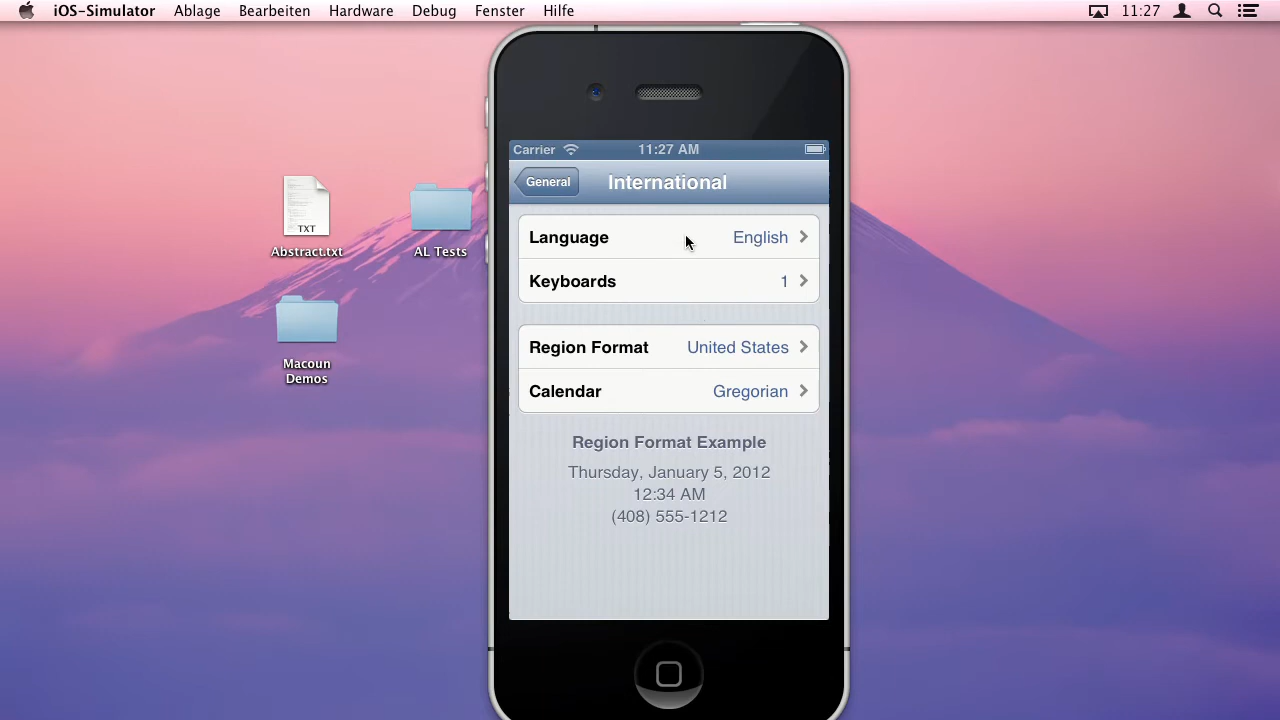 iOS-Simulator Ablage Bearbeiten Hardware Debug Fenster Hilfe 11:27
Carrier 11:27 AM
General International
Language English
Keyboards 1
Region Format United States
Calendar Gregorian
Region Format Example
Thursday, January 5, 2012
12:34 AM
(408) 555-1212
TXT
Abstract.txt
AL Tests
Macoun
Demos